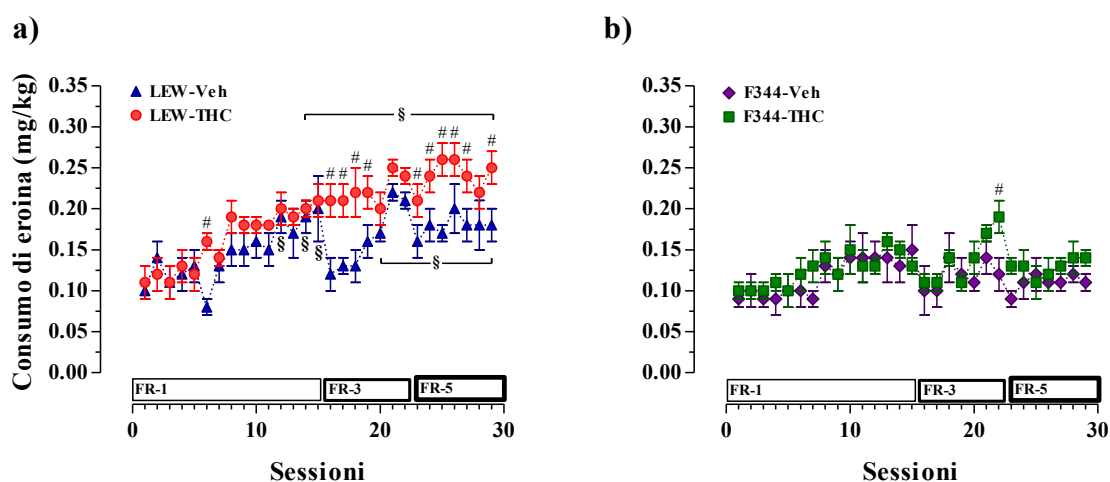 a)
Consumo di eroina (mg/kg)
0.35
0.30
0.25
0.20
0.15
0.10
0.05
0.00
LEW-Veh
LEW-THC
§
# # # # # # # # # # # #
§ § §
§
FR-1 FR-3 FR-5
0 10 20 30
Sessioni
b)
0.35
0.30
0.25
0.20
0.15
0.10
0.05
0.00
F344-Veh
F344-THC
#
FR-1 FR-3 FR-5
0 10 20 30
Sessioni